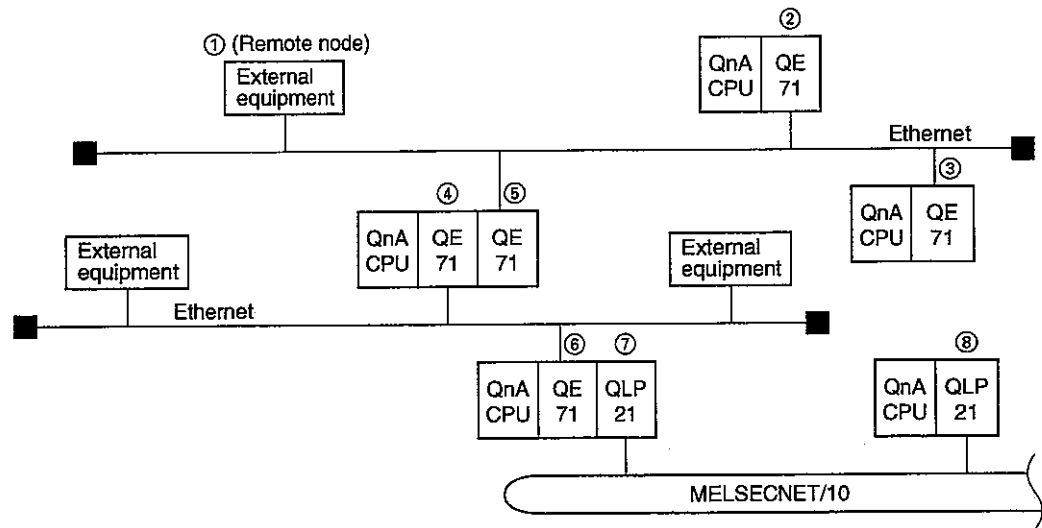 ②
① (Remote node)
External
equipment
QnA
CPU
QE
71
Ethernet
③
④
⑤
QnA
CPU
QE
71
External
equipment
QnA
CPU
QE
71
QE
71
External
equipment
Ethernet
⑥
⑦
⑧
QnA
CPU
QE
71
QLP
21
QnA
CPU
QLP
21
MELSECNET/10